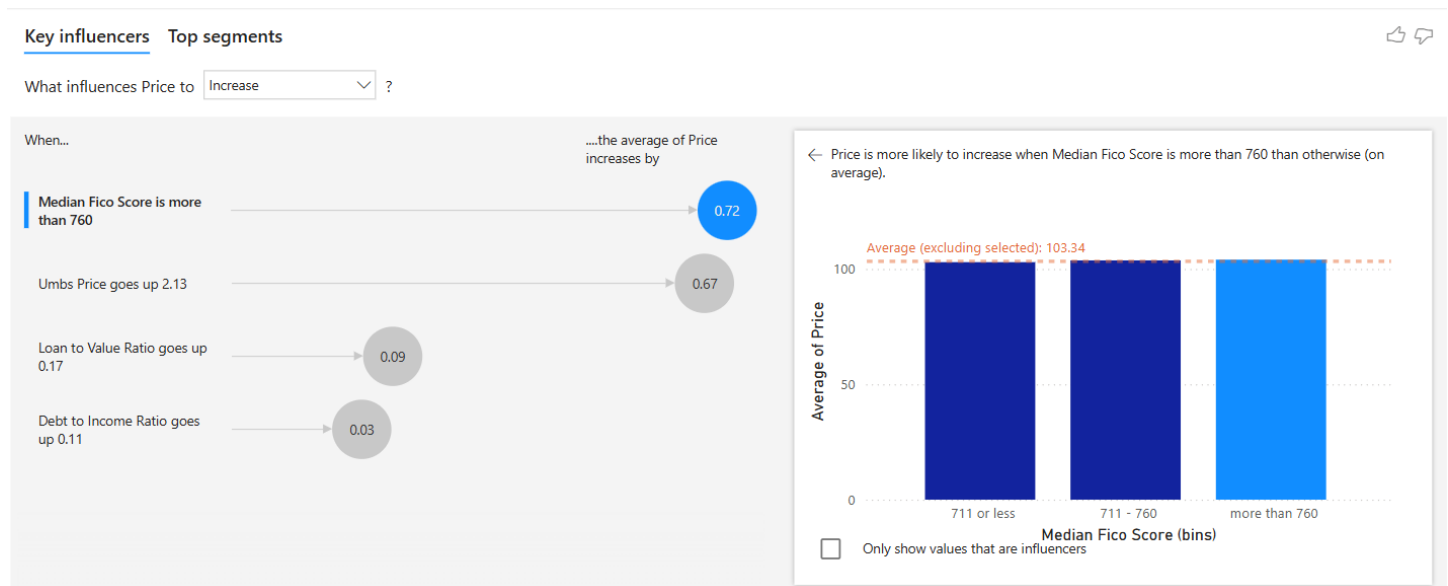 Key influencers Top segments
What influences Price to Increase ?
When...
....the average of Price
increases by
Median Fico Score is more
than 760
0.72
Umbs Price goes up 2.13
0.67
Loan to Value Ratio goes up
0.17
0.09
Debt to Income Ratio goes
up 0.11
0.03
Price is more likely to increase when Median Fico Score is more than 760 than otherwise (on
average).
Average (excluding selected): 103.34
100
50
0
Average of Price
711 or less
711 - 760
more than 760
Median Fico Score (bins)
Only show values that are influencers